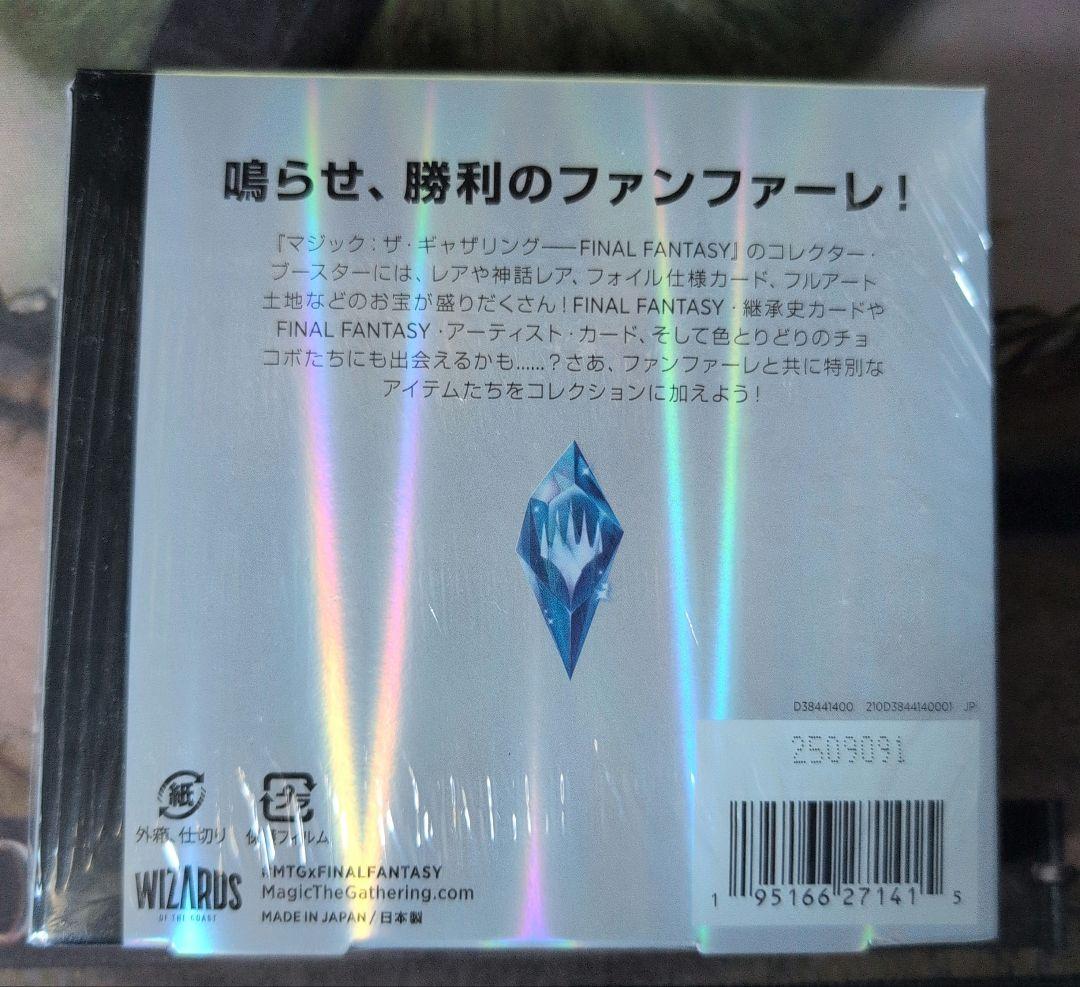 鳴らせ、勝利のファンファーレ!
『マジック:ザ・ギャザリング——FINAL FANTASY』のコレクター・
ブースターには、レアや神話レア、フォイル仕様カード、フルアート
土地などのお宝が盛りだくさん!FINAL FANTASY・継承史カードや
FINAL FANTASY・アーティスト・カード、そして色とりどりのチョ
コボたちにも出会えるかも......?さあ、ファンファーレと共に特別な
アイテムたちをコレクションに加えよう!
D38441400 210D3844140001 JP
2509091
紙
外箱、仕切り 保護フィルム
WIZARDS
OF THE COAST
#MTGxFINALFANTASY
MagicTheGathering.com
MADE IN JAPAN / 日本製
1 95166 27141 5